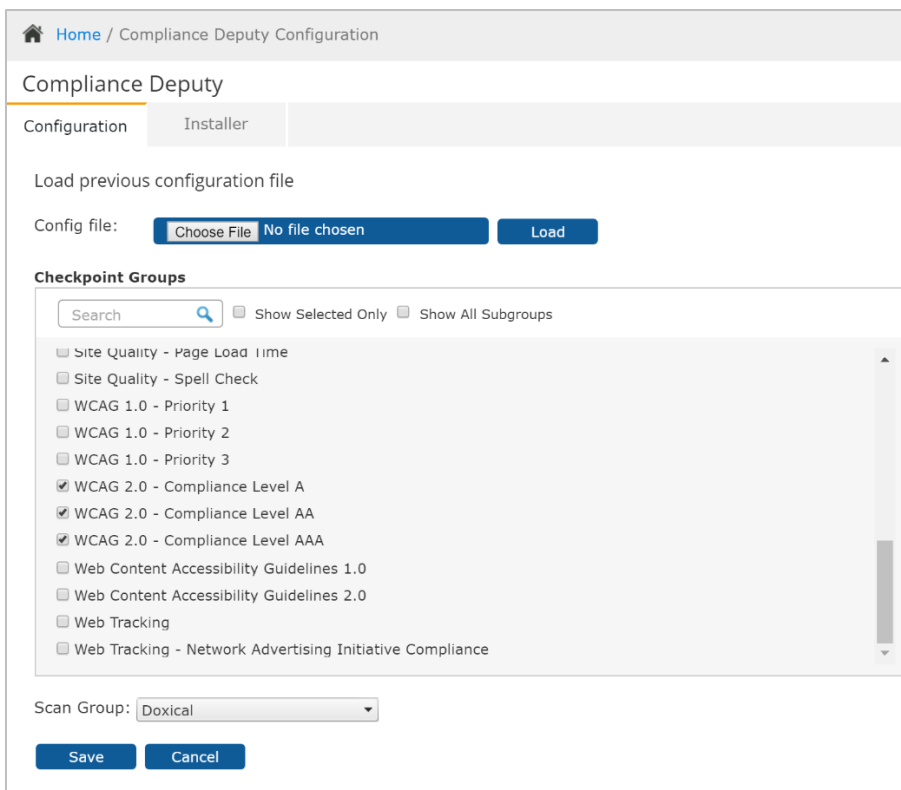 Home / Compliance Deputy Configuration
Compliance Deputy
Configuration Installer
Load previous configuration file
Config file: Choose File No file chosen Load
Checkpoint Groups
Search Show Selected Only Show All Subgroups
Site Quality - Page Load Time
Site Quality - Spell Check
WCAG 1.0 - Priority 1
WCAG 1.0 - Priority 2
WCAG 1.0 - Priority 3
WCAG 2.0 - Compliance Level A
WCAG 2.0 - Compliance Level AA
WCAG 2.0 - Compliance Level AAA
Web Content Accessibility Guidelines 1.0
Web Content Accessibility Guidelines 2.0
Web Tracking
Web Tracking - Network Advertising Initiative Compliance
Scan Group: Doxical
Save Cancel